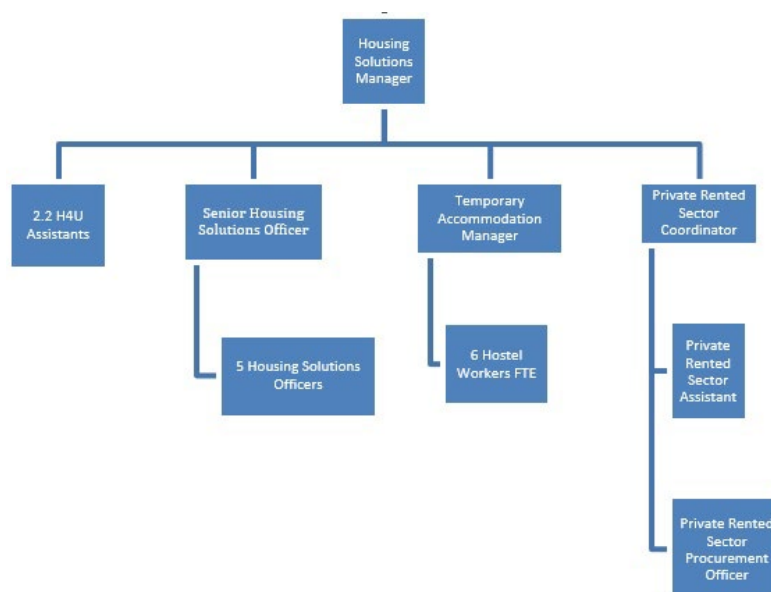 Housing
Solutions
Manager
2.2 H4U
Assistants
Senior Housing
Solutions Officer
Temporary
Accommodation
Manager
Private Rented
Sector
Coordinator
5 Housing Solutions
Officers
6 Hostel
Workers FTE
Private
Rented
Sector
Assistant
Private Rented
Sector
Procurement
Officer